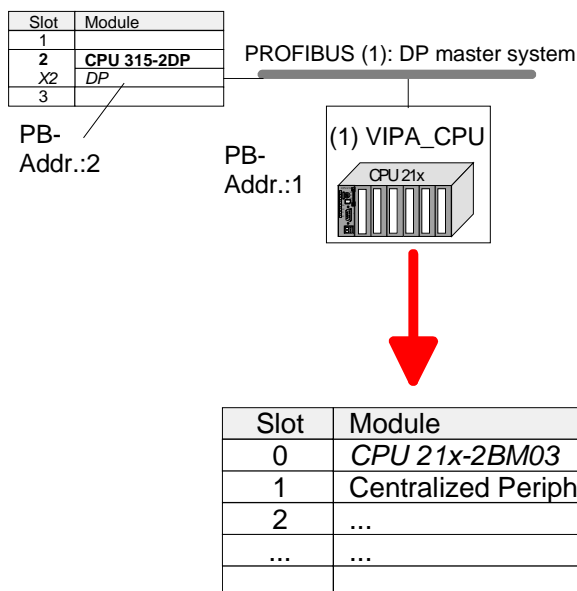 Slot Module
1
2 CPU 315-2DP
X2 DP
3
PROFIBUS (1): DP master system
PB-
Addr.:2
PB-
Addr.:1
(1) VIPA_CPU
CPU 21x
Slot Module
0 CPU 21x-2BM03
1 Centralized Periph
2 ...
... ...